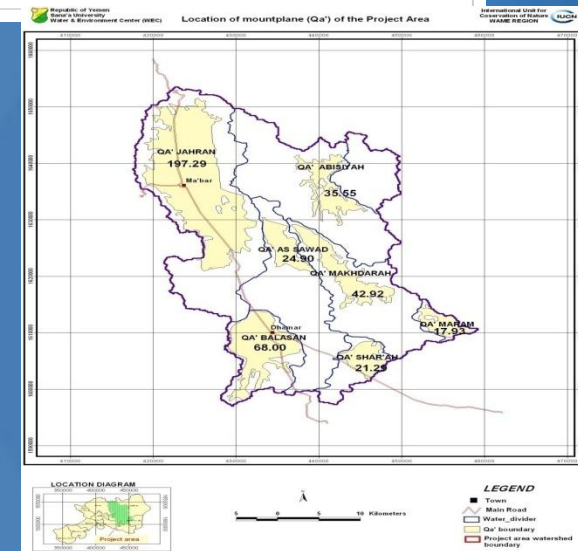 Republic of Yemen
Sana'a University
Water & Environment Center (WEC)
Location of mountplane (Qa') of the Project Area
International Unit for
Conservation of Nature
WAME REGION
IUCN
QA' JAHRAN
197.29
Ma'bar
QA' ABISIYAH
35.55
QA' AS SAWAD
24.90
QA' MAKHDARAH
42.92
QA' MARAM
17.93
Dhamar
QA' BALASAN
68.00
QA' SHAR'AH
21.29
LOCATION DIAGRAM
Project area
5 0 5 10 Kilometers
LEGEND
Town
Main Road
Water_divider
Qa' boundary
Project area watershed
boundary